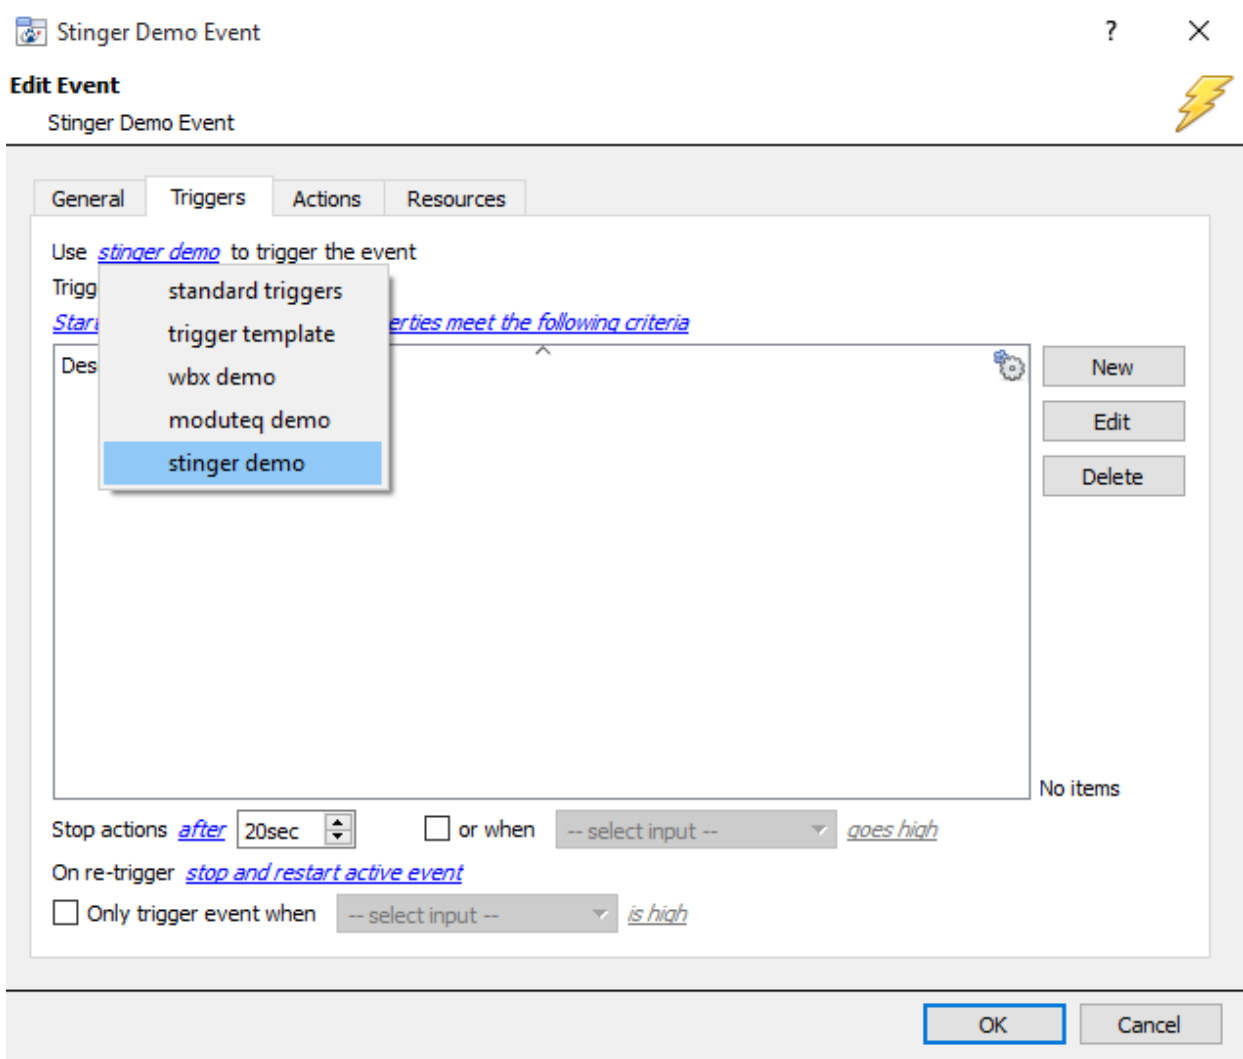 Stinger Demo Event ?
Edit Event
Stinger Demo Event
General Triggers Actions Resources
Use stinger demo to trigger the event
Trigg
standard triggers
Start erties meet the following criteria
trigger template
Des
wbx demo
moduteq demo
stinger demo
New
Edit
Delete
No items
Stop actions after 20sec or when -- select input -- goes high
On re-trigger stop and restart active event
Only trigger event when -- select input -- is high
OK Cancel